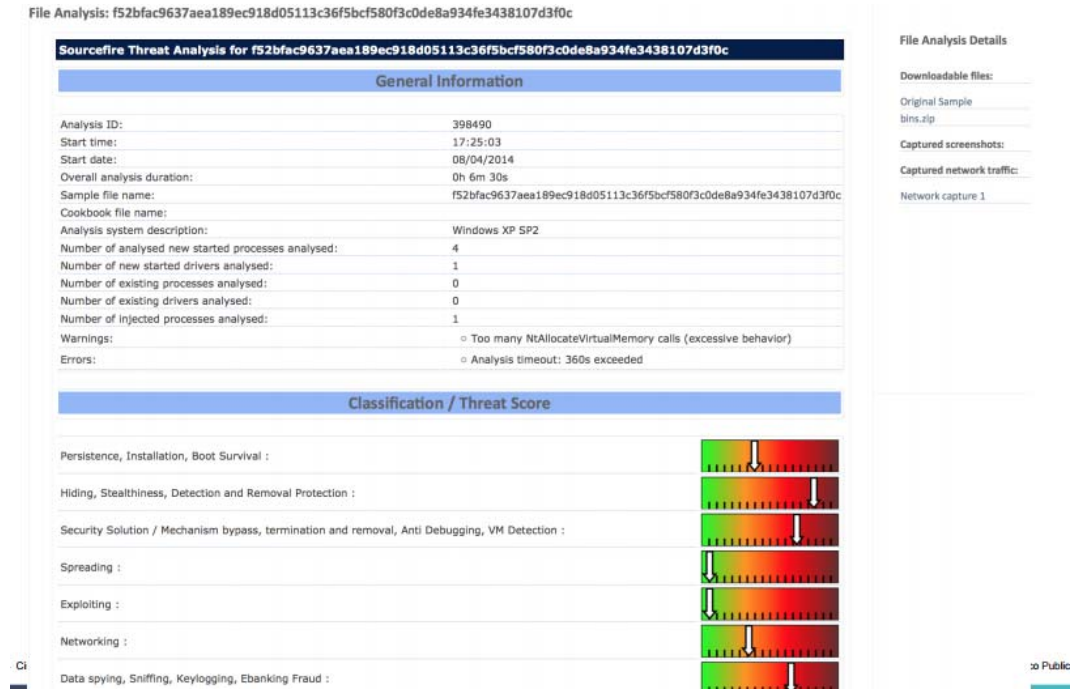 File Analysis: f52bfac9637aea189ec918d05113c36f5bcf580f3c0de8a934fe3438107d3f0c
Sourcefire Threat Analysis for f52bfac9637aea189ec918d05113c36f5bcf580f3c0de8a934fe3438107d3f0c
General Information
Analysis ID: 398490
Start time: 17:25:03
Start date: 08/04/2014
Overall analysis duration: 0h 6m 30s
Sample file name: f52bfac9637aea189ec918d05113c36f5bcf580f3c0de8a934fe3438107d3f0c
Cookbook file name:
Analysis system description: Windows XP SP2
Number of analysed new started processes analysed: 4
Number of new started drivers analysed: 1
Number of existing processes analysed: 0
Number of existing drivers analysed: 0
Number of injected processes analysed: 1
Warnings: ○ Too many NtAllocateVirtualMemory calls (excessive behavior)
Errors: ○ Analysis timeout: 360s exceeded
Classification / Threat Score
Persistence, Installation, Boot Survival :
Hiding, Stealthiness, Detection and Removal Protection :
Security Solution / Mechanism bypass, termination and removal, Anti Debugging, VM Detection :
Spreading :
Exploiting :
Networking :
Data spying, Sniffing, Keylogging, Ebanking Fraud :
File Analysis Details
Downloadable files:
Original Sample
bins.zip
Captured screenshots:
Captured network traffic:
Network capture 1
Ci
co Public